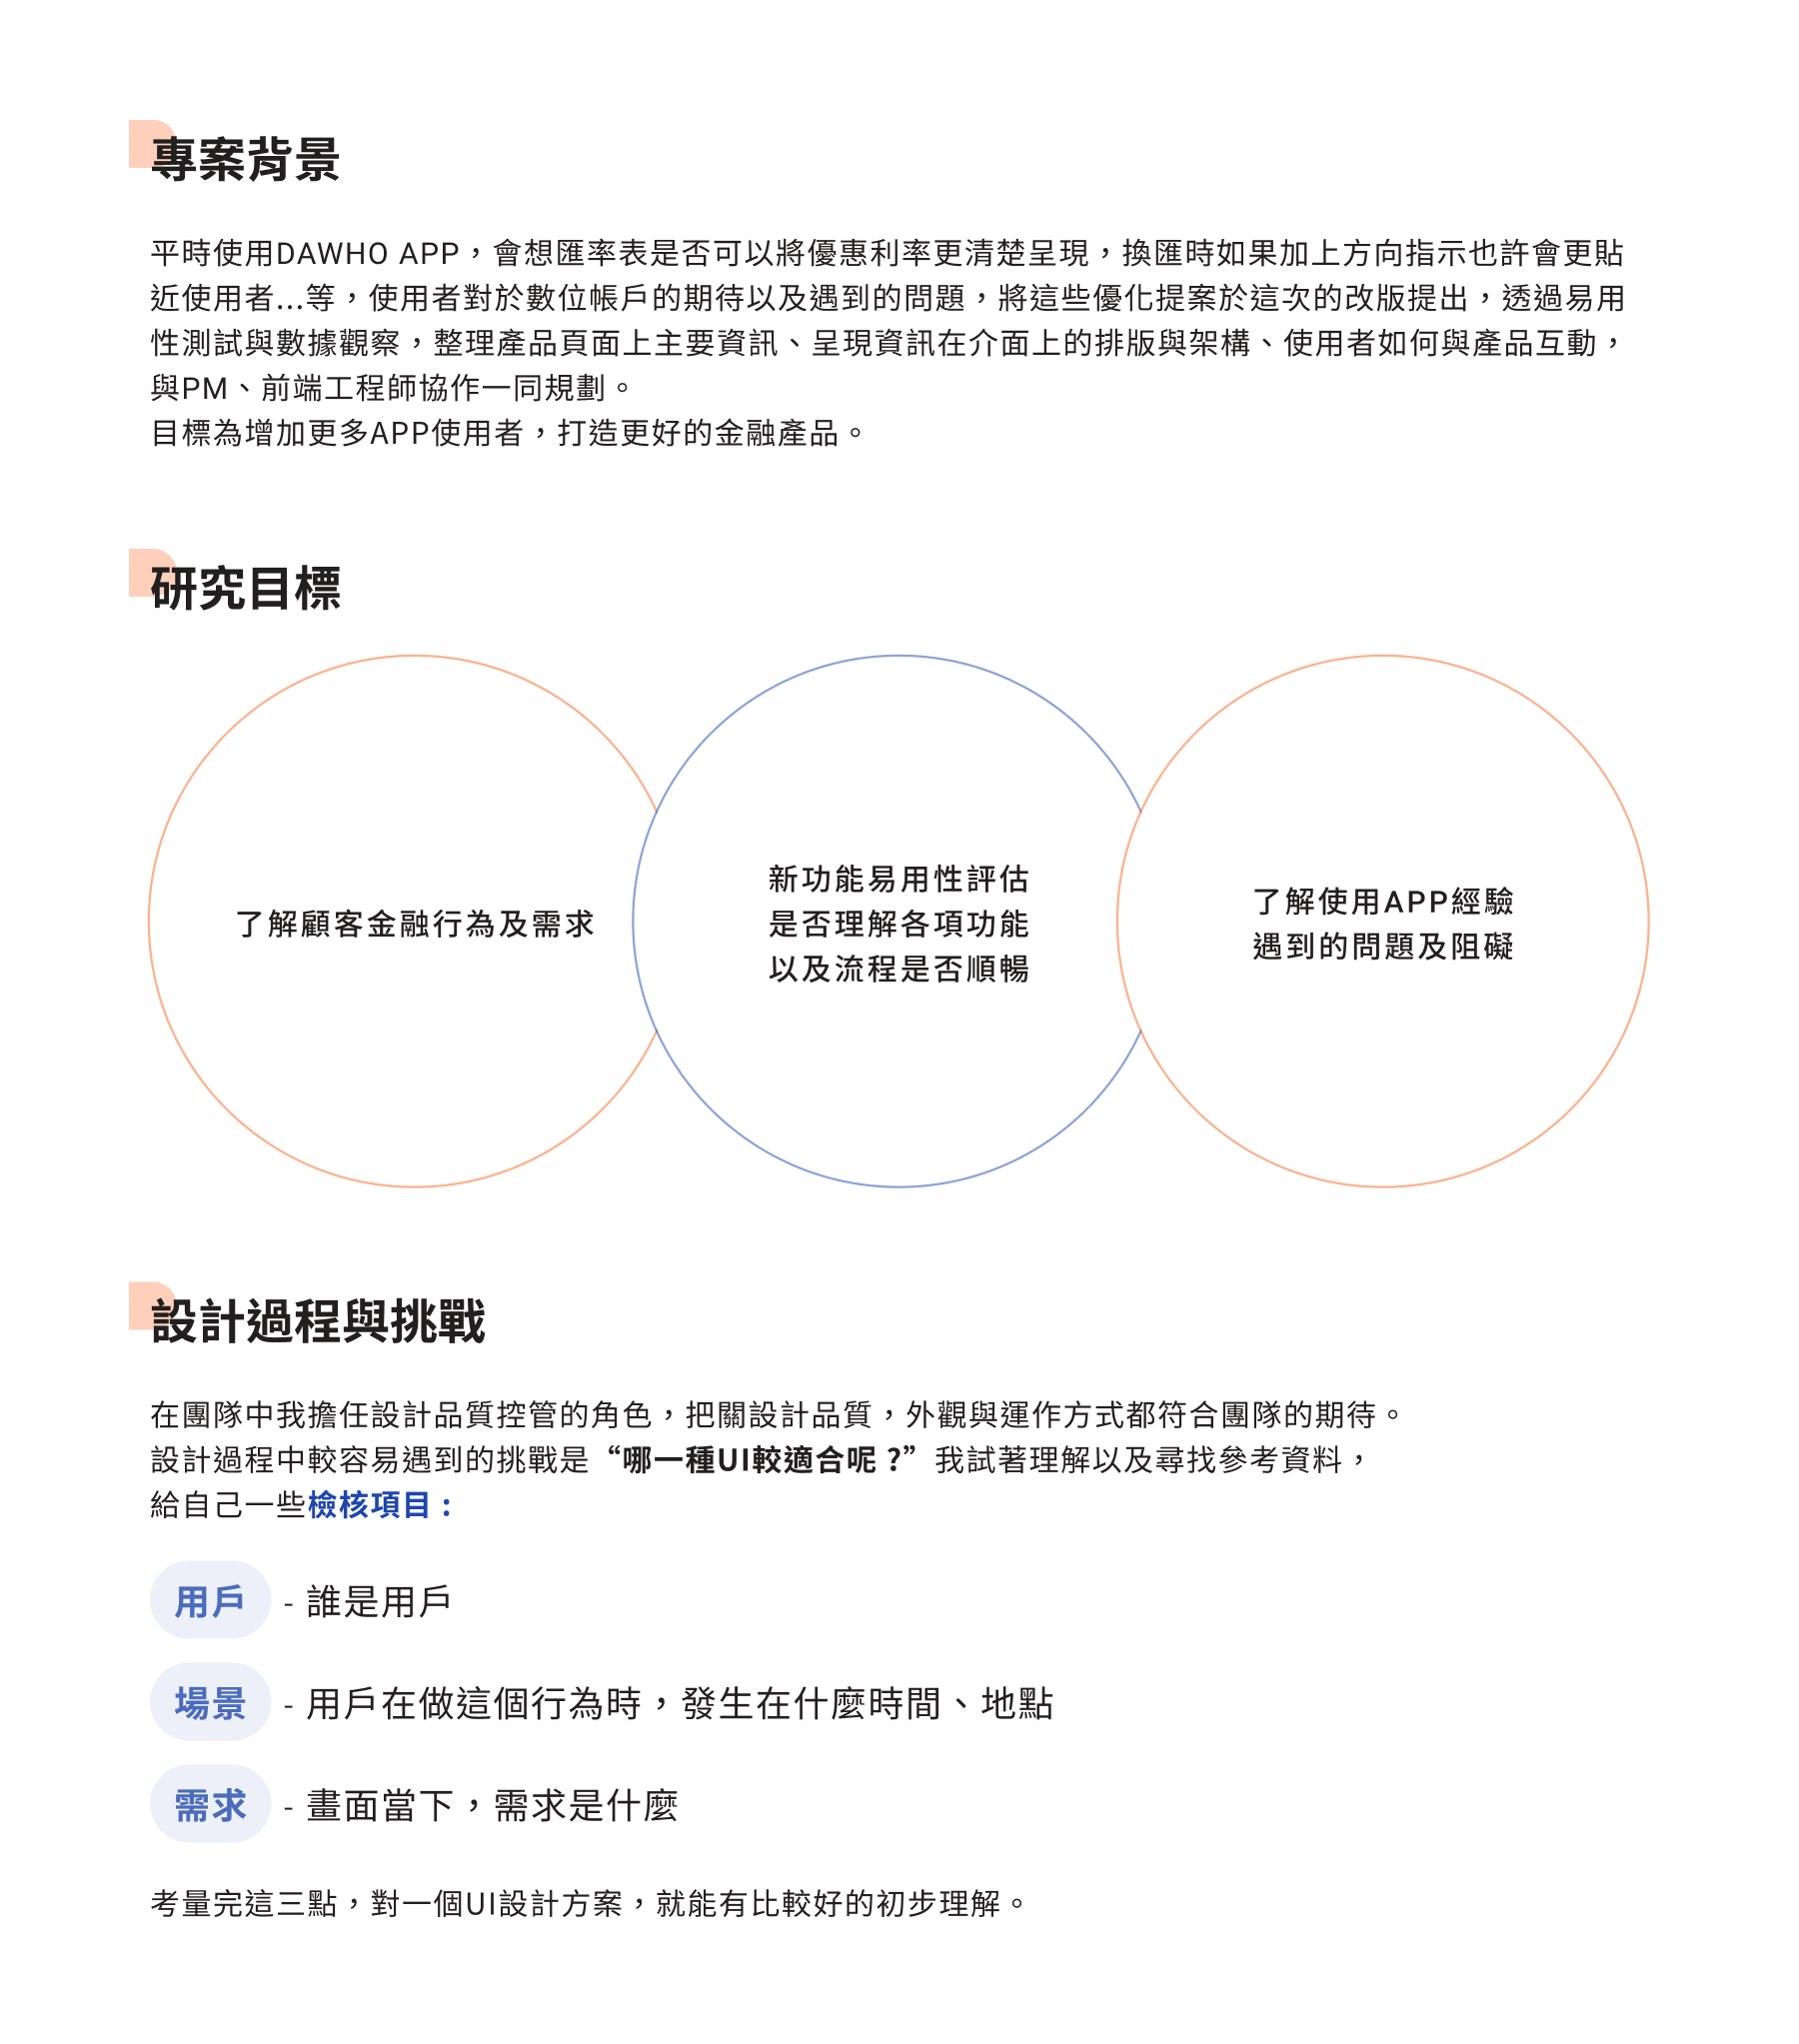 專案背景
平時使用DAWHO APP，會想匯率表是否可以將優惠利率更清楚呈現，換匯時如果加上方向指示也許會更貼
近使用者...等，使用者對於數位帳戶的期待以及遇到的問題，將這些優化提案於這次的改版提出，透過易用
性測試與數據觀察，整理產品頁面上主要資訊、呈現資訊在介面上的排版與架構、使用者如何與產品互動，
與PM、前端工程師協作一同規劃。
目標為增加更多APP使用者，打造更好的金融產品。
研究目標
了解顧客金融行為及需求
新功能易用性評估
是否理解各項功能
以及流程是否順暢
了解使用APP經驗
遇到的問題及阻礙
設計過程與挑戰
在團隊中我擔任設計品質控管的角色，把關設計品質，外觀與運作方式都符合團隊的期待。
設計過程中較容易遇到的挑戰是“哪一種UI較適合呢？”我試著理解以及尋找參考資料，
給自己一些檢核項目：
用戶 - 誰是用戶
場景 - 用戶在做這個行為時，發生在什麼時間、地點
需求 - 畫面當下，需求是什麼
考量完這三點，對一個UI設計方案，就能有比較好的初步理解。